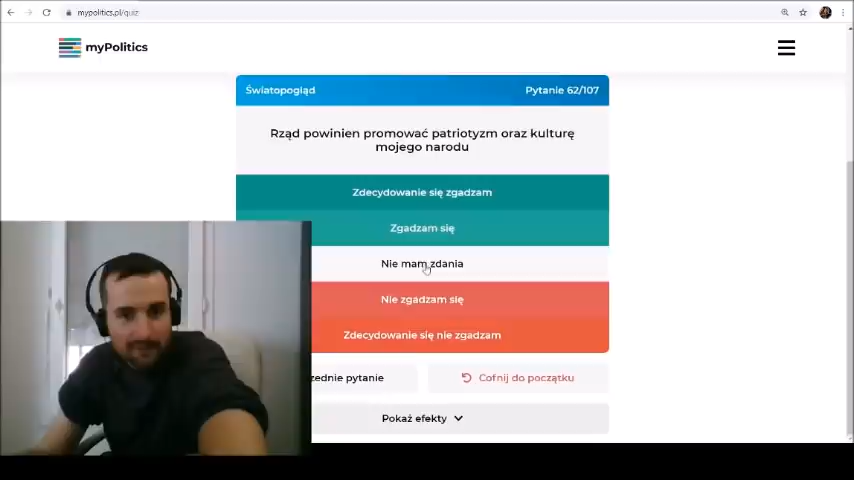 mypolitics.pl/quiz
myPolitics
Światopogląd
Pytanie 62/107
Rząd powinien promować patriotyzm oraz kulturę
mojego narodu
Zdecydowanie się zgadzam
Zgadzam się
Nie mam zdania
Nie zgadzam się
Zdecydowanie się nie zgadzam
pytanie
Cofnij do początku
Pokaż efekty